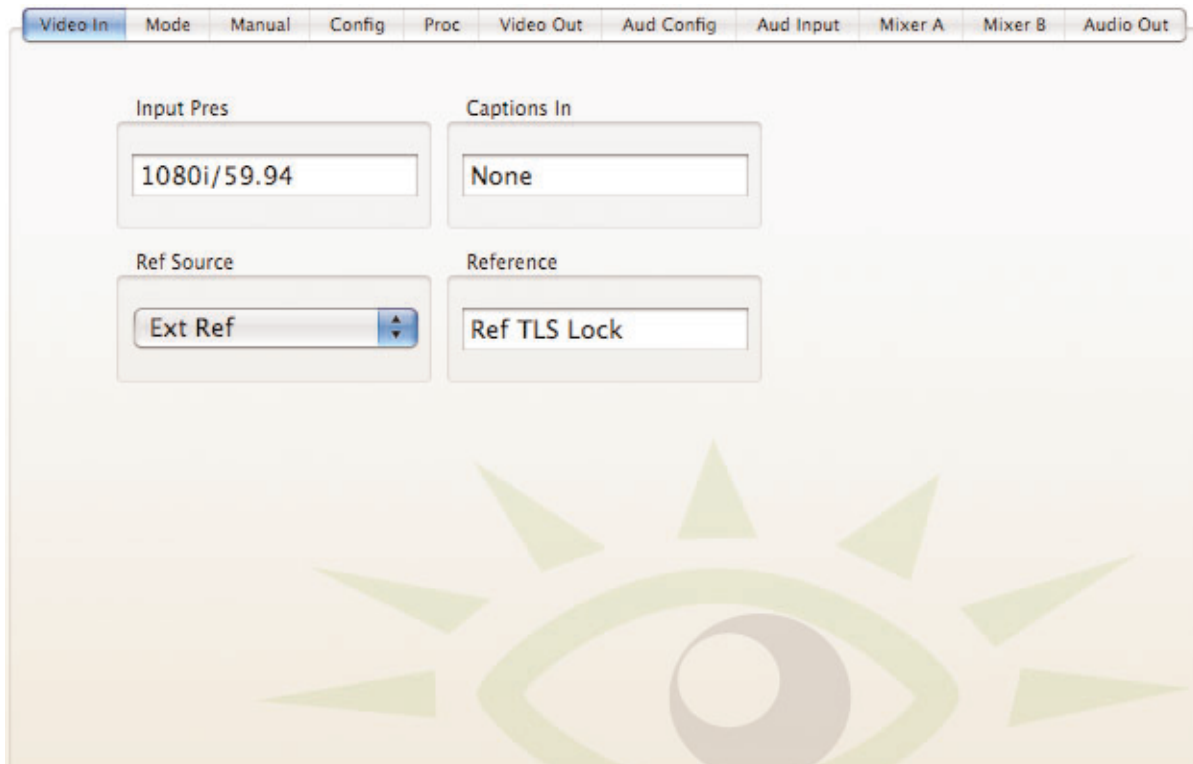 Video In Mode Manual Config Proc Video Out Aud Config Aud Input Mixer A Mixer B Audio Out
Input Pres Captions In
1080i/59.94 None
Ref Source Reference
Ext Ref Ref TLS Lock